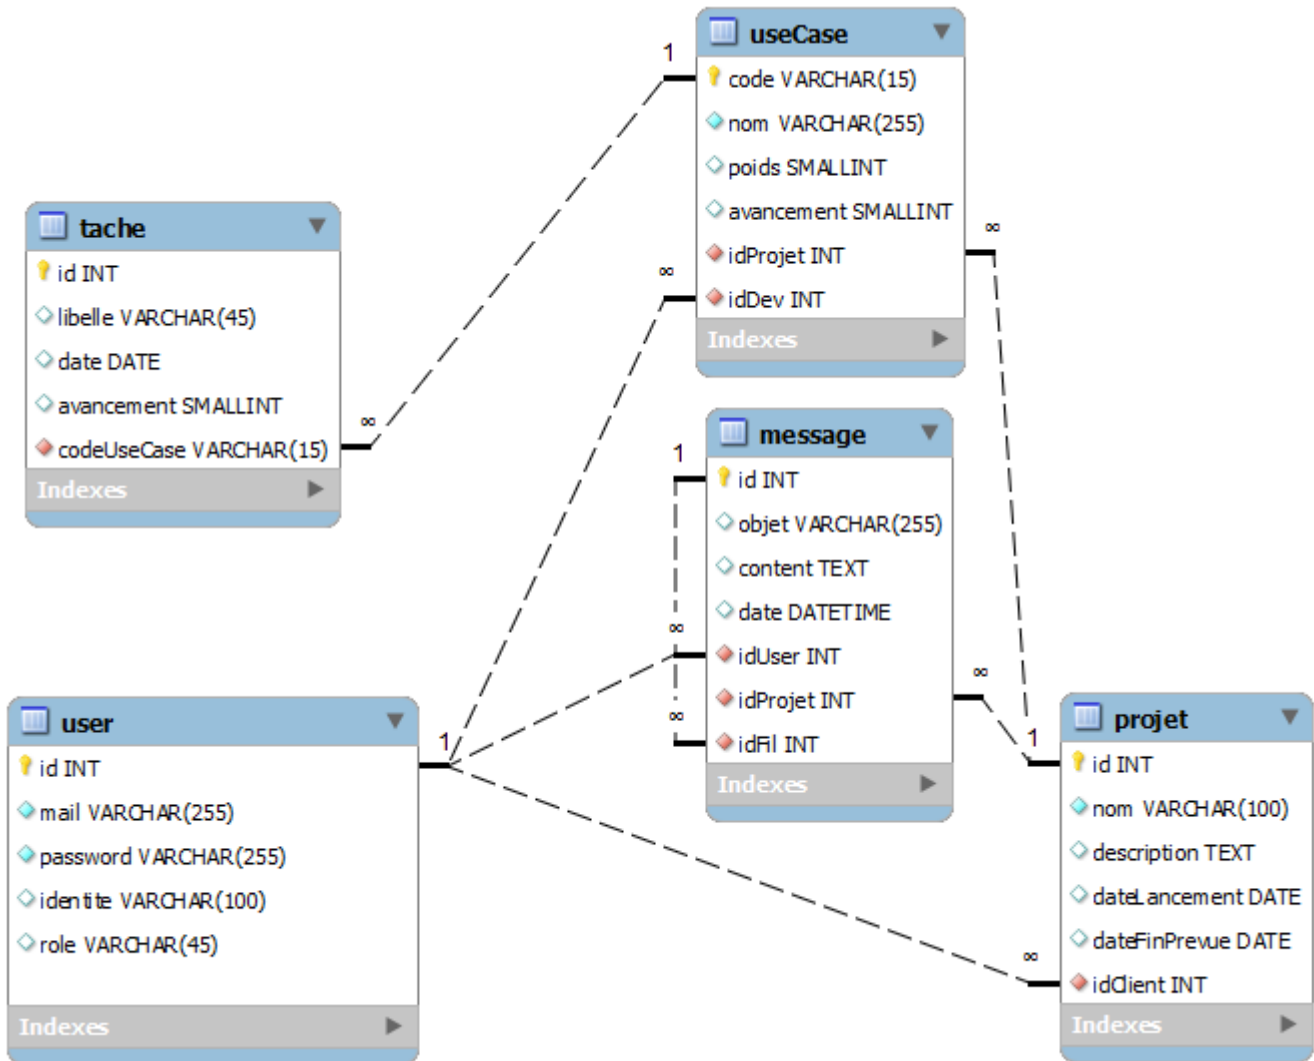 useCase
code VARCHAR(15)
nom VARCHAR(255)
poids SMALLINT
avancement SMALLINT
idProjet INT
idDev INT
Indexes
1
∞
∞
tache
id INT
libelle VARCHAR(45)
date DATE
avancement SMALLINT
codeUseCase VARCHAR(15)
Indexes
∞
message
id INT
objet VARCHAR(255)
content TEXT
date DATETIME
idUser INT
idProjet INT
idFil INT
Indexes
1
∞
∞
∞
user
id INT
mail VARCHAR(255)
password VARCHAR(255)
identite VARCHAR(100)
role VARCHAR(45)
Indexes
1
projet
id INT
nom VARCHAR(100)
description TEXT
dateLancement DATE
dateFinPrevue DATE
idClient INT
Indexes
1
∞